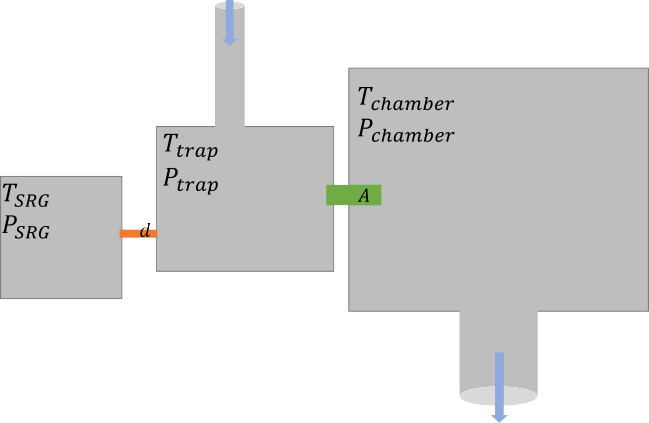 T_SRG
P_SRG
d
T_trap
P_trap
A
T_chamber
P_chamber